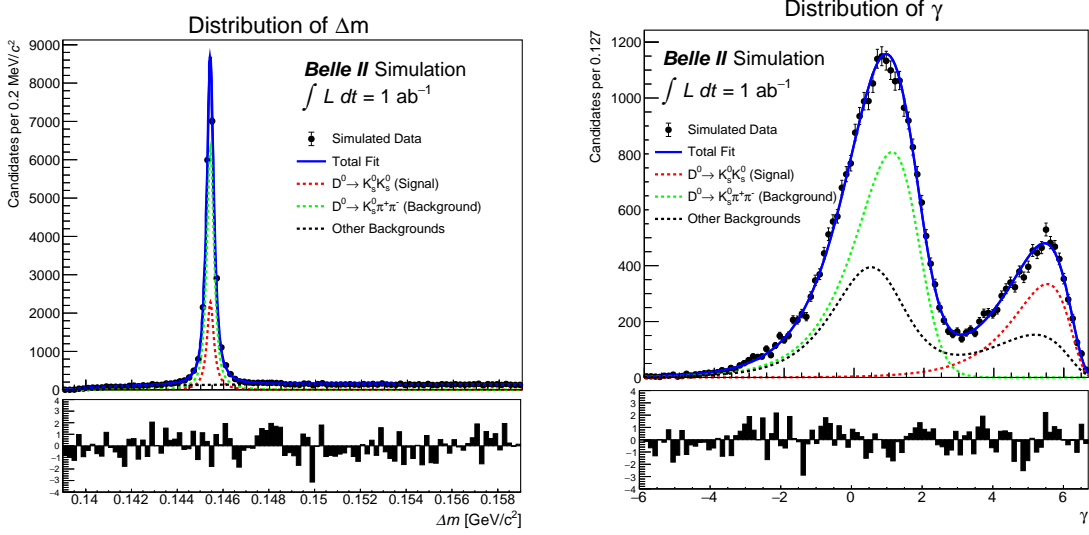 Distribution of Δm
Candidates per 0.2 MeV/c²
9000
8000
7000
6000
5000
4000
3000
2000
1000
0
Belle II Simulation
∫ L dt = 1 ab⁻¹
Simulated Data
Total Fit
D⁰→ K⁰ₛK⁰ₛ (Signal)
D⁰→ K⁰ₛπ⁺π⁻ (Background)
Other Backgrounds
4
3
2
1
0
−1
−2
−3
−4
0.14 0.142 0.144 0.146 0.148 0.15 0.152 0.154 0.156 0.158
Δm [GeV/c²]
Distribution of γ
Candidates per 0.127
1200
1000
800
600
400
200
0
Belle II Simulation
∫ L dt = 1 ab⁻¹
Simulated Data
Total Fit
D⁰→ K⁰ₛK⁰ₛ (Signal)
D⁰→ K⁰ₛπ⁺π⁻ (Background)
Other Backgrounds
4
3
2
1
0
−1
−2
−3
−4
−6 −4 −2 0 2 4 6
γ